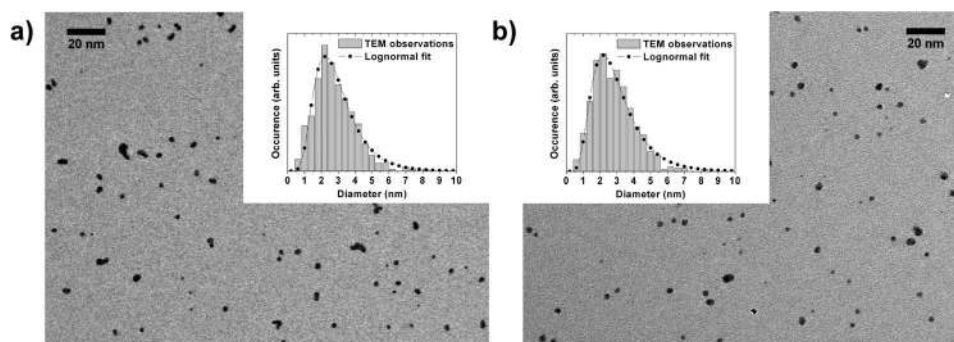 a)
20 nm
TEM observations
Lognormal fit
Occurence (arb. units)
0 1 2 3 4 5 6 7 8 9 10
Diameter (nm)
b)
20 nm
TEM observations
Lognormal fit
Occurence (arb. units)
0 1 2 3 4 5 6 7 8 9 10
Diameter (nm)